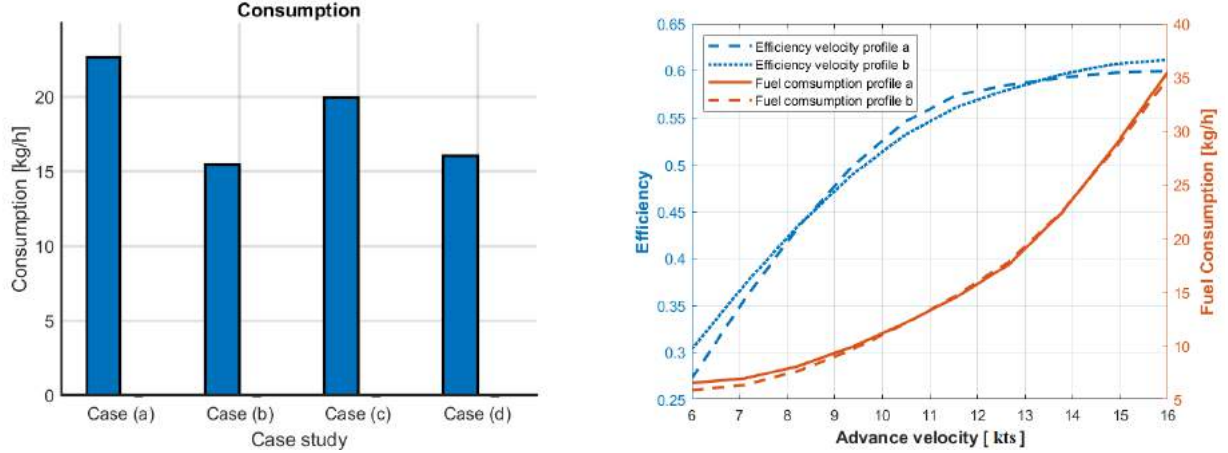 Consumption
Consumption [kg/h]
20
15
10
5
0
Case (a) Case (b) Case (c) Case (d)
Case study
Efficiency
0.65
0.6
0.55
0.5
0.45
0.4
0.35
0.3
0.25
Efficiency velocity profile a
Efficiency velocity profile b
Fuel comsumption profile a
Fuel comsumption profile b
40
35
30
25
20
15
10
5
Fuel Consumption [kg/h]
6 7 8 9 10 11 12 13 14 15 16
Advance velocity [ kts ]